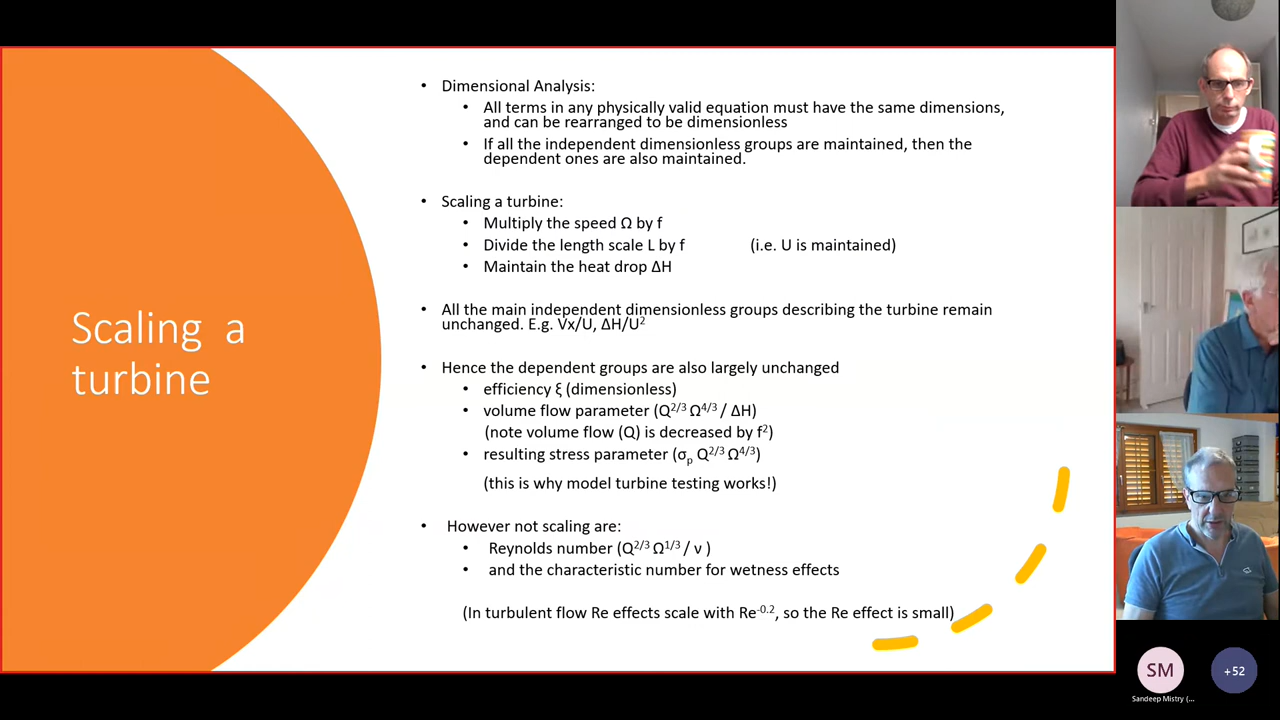 Scaling a
turbine
• Dimensional Analysis:
• All terms in any physically valid equation must have the same dimensions,
and can be rearranged to be dimensionless
• If all the independent dimensionless groups are maintained, then the
dependent ones are also maintained.
• Scaling a turbine:
• Multiply the speed Ω by f
• Divide the length scale L by f (i.e. U is maintained)
• Maintain the heat drop ΔH
• All the main independent dimensionless groups describing the turbine remain
unchanged. E.g. Vx/U, ΔH/U²
• Hence the dependent groups are also largely unchanged
• efficiency ξ (dimensionless)
• volume flow parameter (Q^2/3 Ω^4/3 / ΔH)
(note volume flow (Q) is decreased by f²)
• resulting stress parameter (σₚ Q^2/3 Ω^4/3)
(this is why model turbine testing works!)
• However not scaling are:
• Reynolds number (Q^2/3 Ω^1/3 / ν )
• and the characteristic number for wetness effects
(In turbulent flow Re effects scale with Re^-0.2, so the Re effect is small)
SM
+52
Sandeep Mistry (...